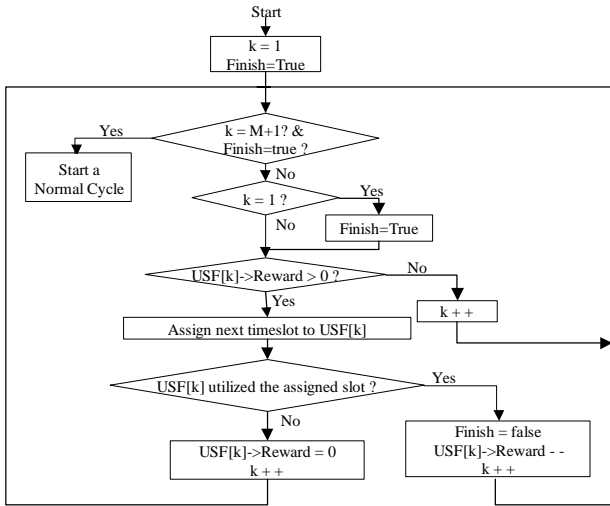 Start
k = 1
Finish=True
Yes
k = M+1? &
Finish=true ?
Start a
Normal Cycle
No
k = 1 ?
Yes
No
Finish=True
USF[k]->Reward > 0 ?
No
Yes
k + +
Assign next timeslot to USF[k]
USF[k] utilized the assigned slot ?
Yes
No
USF[k]->Reward = 0
k + +
Finish = false
USF[k]->Reward - -
k + +